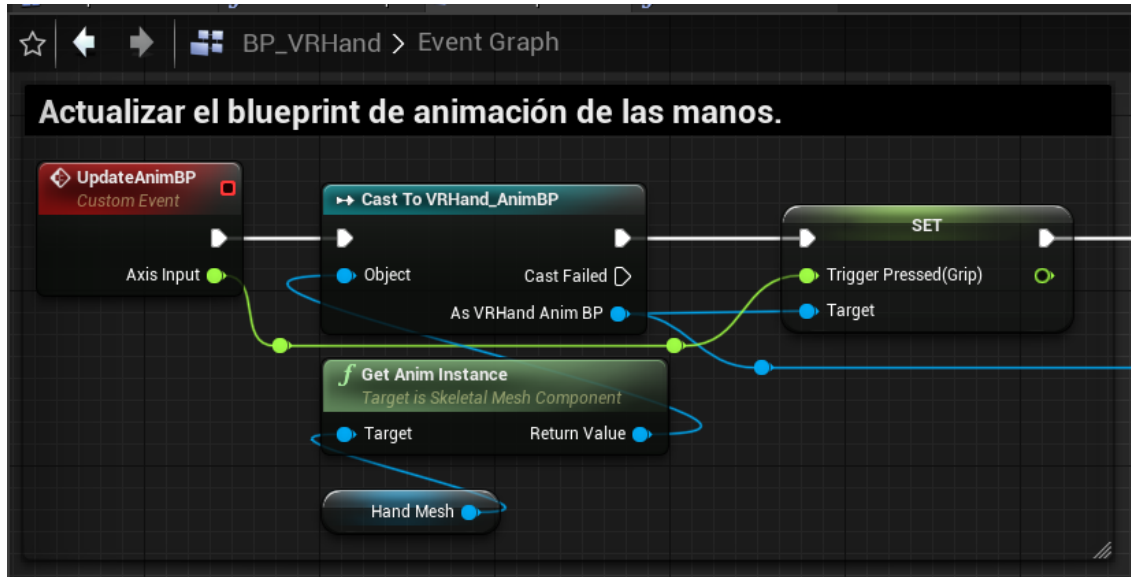 BP_VRHand > Event Graph
Actualizar el blueprint de animación de las manos.
UpdateAnimBP
Custom Event
Axis Input
Cast To VRHand_AnimBP
Object
Cast Failed
As VRHand Anim BP
SET
Trigger Pressed(Grip)
Target
f Get Anim Instance
Target is Skeletal Mesh Component
Target
Return Value
Hand Mesh